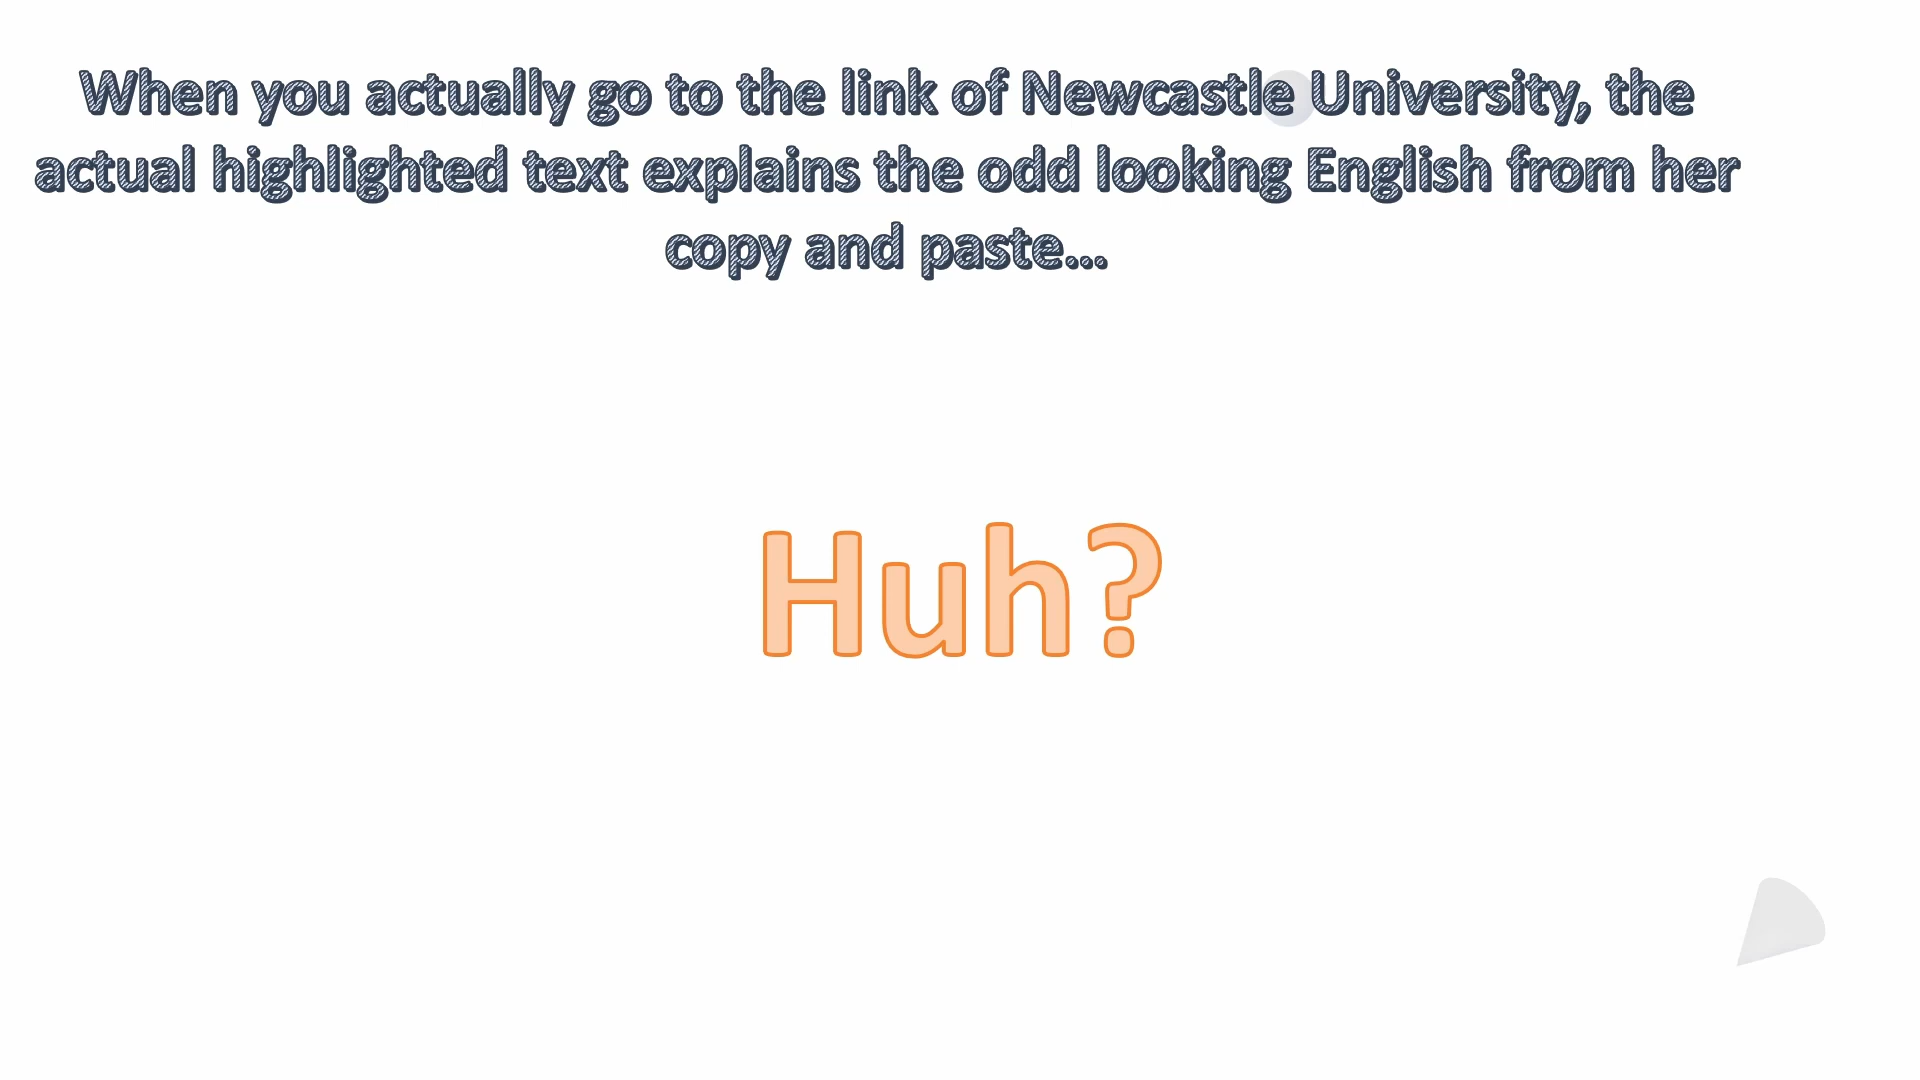 When you actually go to the link of Newcastle University, the
actual highlighted text explains the odd looking English from her
copy and paste...
Huh?